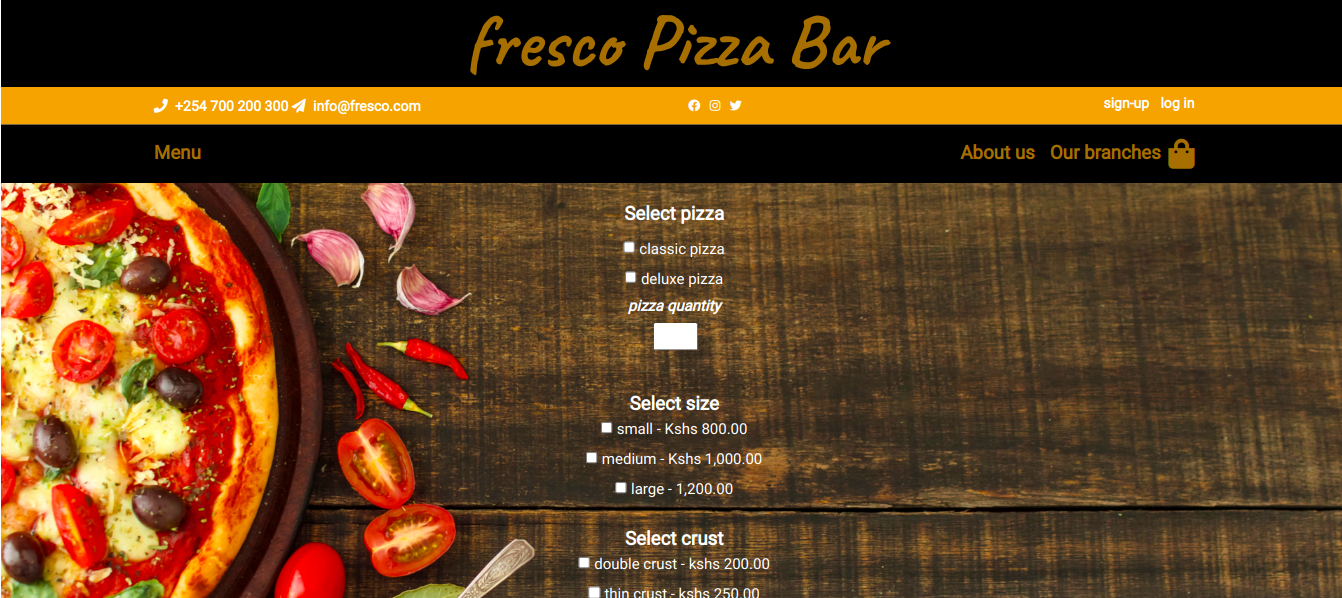 fresco Pizza Bar
+254 700 200 300 info@fresco.com
sign-up log in
Menu
About us Our branches
Select pizza
classic pizza
deluxe pizza
pizza quantity
Select size
small - Kshs 800.00
medium - Kshs 1,000.00
large - 1,200.00
Select crust
double crust - kshs 200.00
thin crust - kshs 250.00